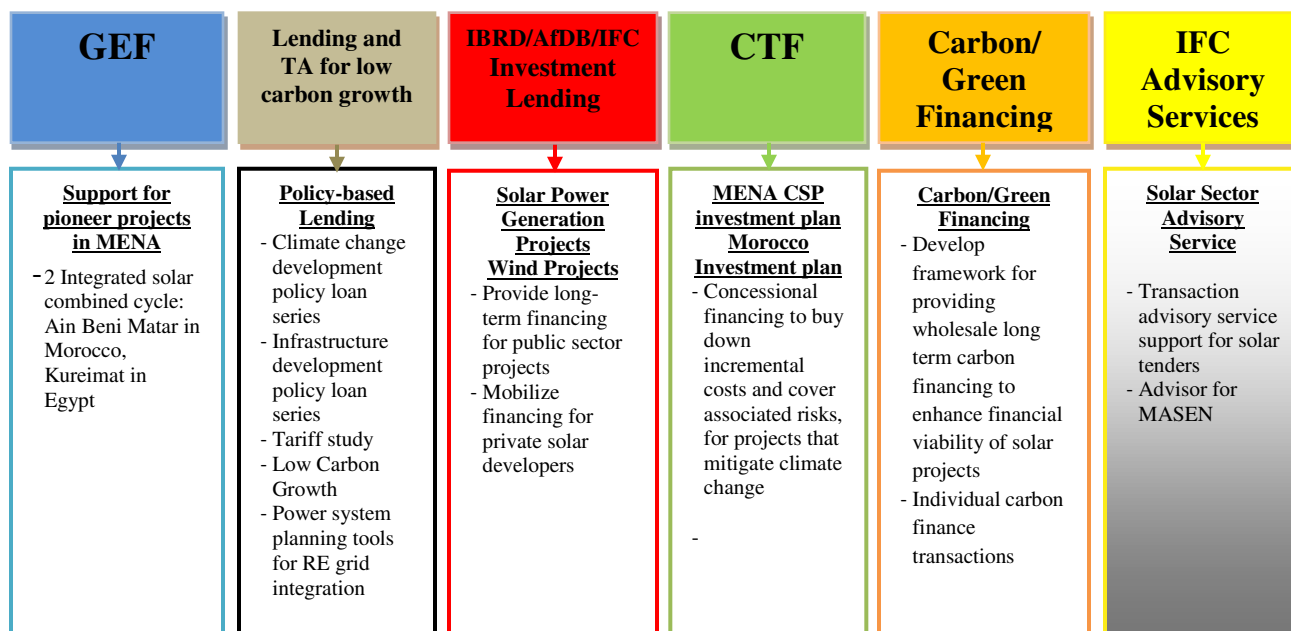 GEF
Lending and
TA for low
carbon growth
IBRD/AfDB/IFC
Investment
Lending
CTF
Carbon/
Green
Financing
IFC
Advisory
Services
Support for
pioneer projects
in MENA
-2 Integrated solar
combined cycle:
Ain Beni Matar in
Morocco,
Kureimat in
Egypt
Policy-based
Lending
- Climate change
development
policy loan
series
- Infrastructure
development
policy loan
series
- Tariff study
- Low Carbon
Growth
- Power system
planning tools
for RE grid
integration
Solar Power
Generation
Projects
Wind Projects
- Provide long-
term financing
for public sector
projects
- Mobilize
financing for
private solar
developers
MENA CSP
investment plan
Morocco
Investment plan
- Concessional
financing to buy
down
incremental
costs and cover
associated risks,
for projects that
mitigate climate
change
-
Carbon/Green
Financing
- Develop
framework for
providing
wholesale long
term carbon
financing to
enhance financial
viability of solar
projects
- Individual carbon
finance
transactions
Solar Sector
Advisory
Service
- Transaction
advisory service
support for solar
tenders
- Advisor for
MASEN